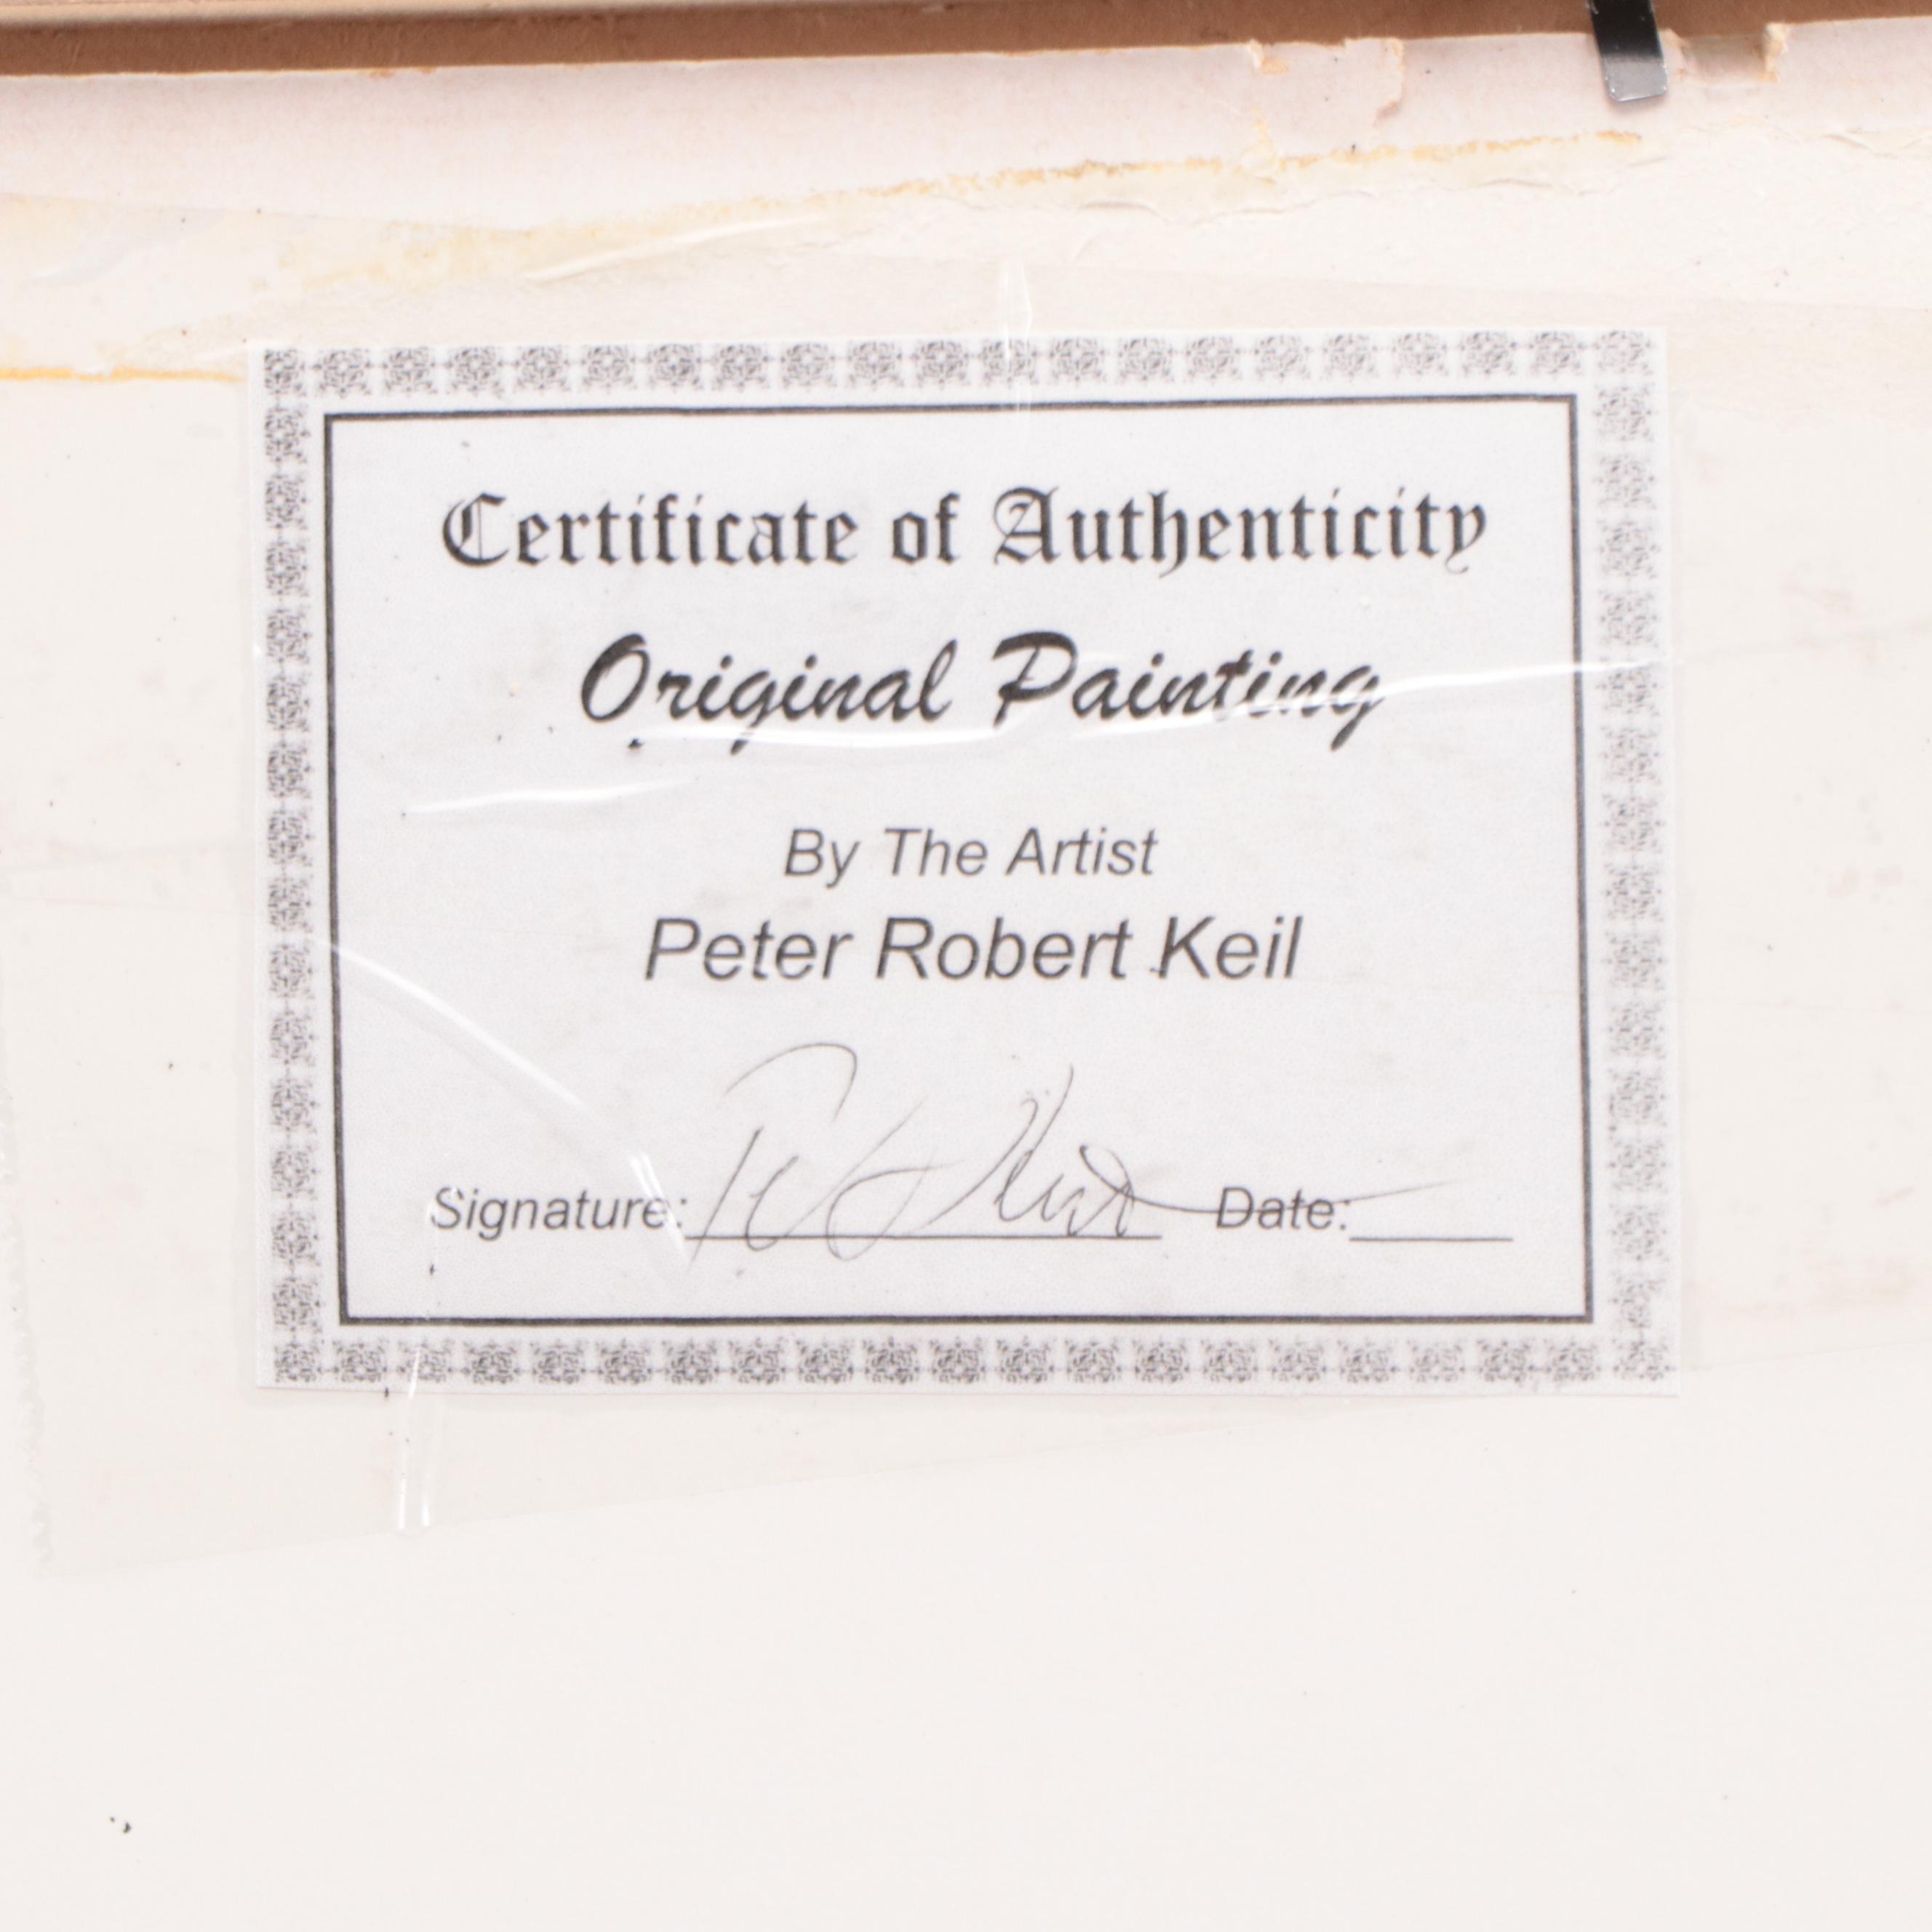 Certificate of Authenticity
Original Painting
By The Artist
Peter Robert Keil
Signature: Date: